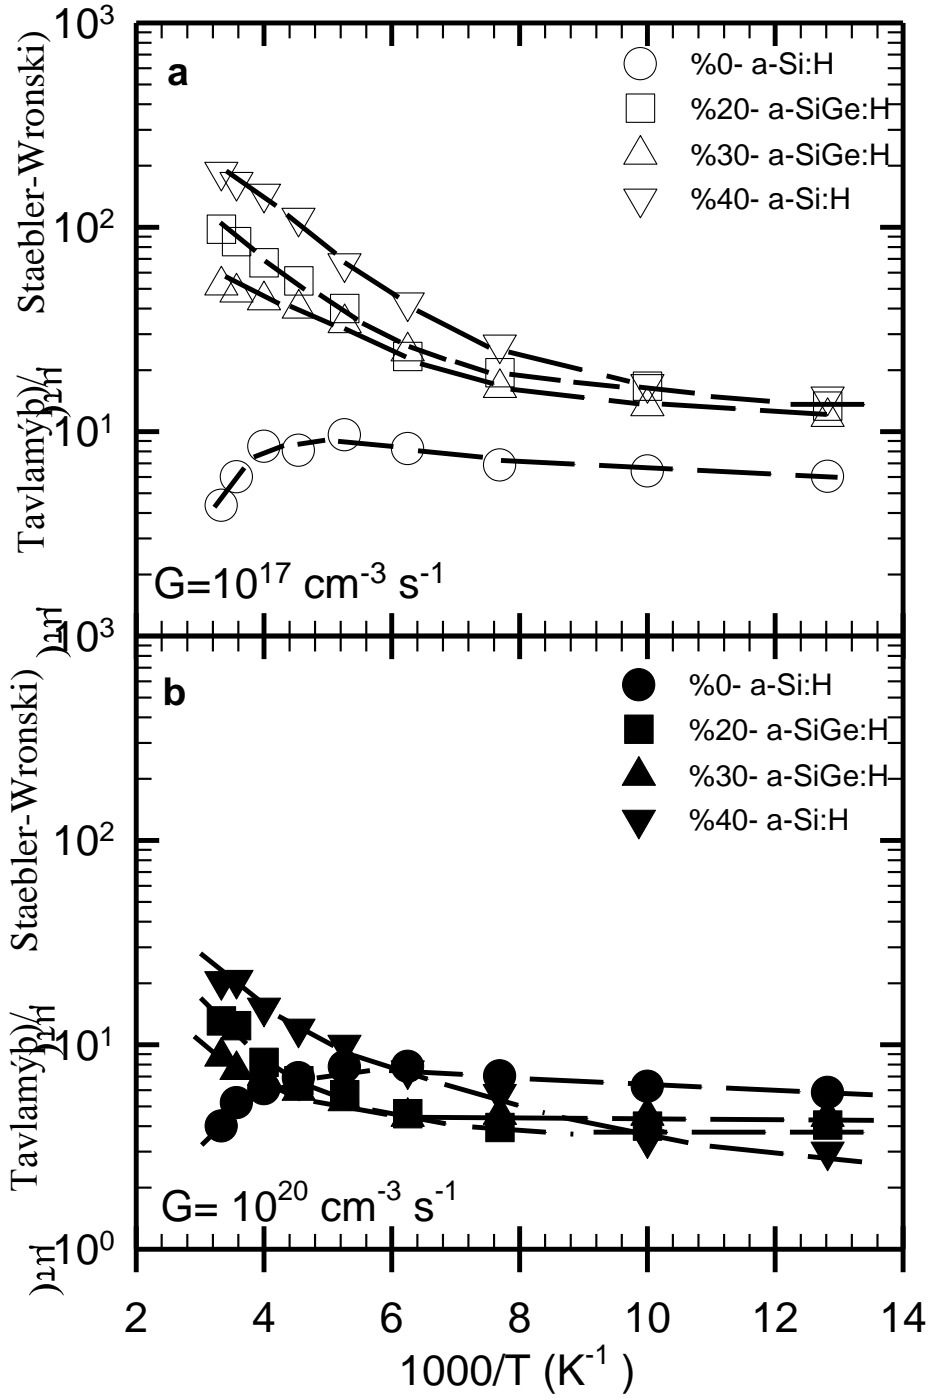 10³
a
%0- a-Si:H
%20- a-SiGe:H
%30- a-SiGe:H
%40- a-Si:H
10²
10¹
G=10¹⁷ cm⁻³ s⁻¹
Tavlamýþ)/
Staebler-Wronski)
10³
b
%0- a-Si:H
%20- a-SiGe:H
%30- a-SiGe:H
%40- a-Si:H
10²
10¹
G= 10²⁰ cm⁻³ s⁻¹
10⁰
Tavlamýþ)/
Staebler-Wronski)
2 4 6 8 10 12 14
1000/T (K⁻¹ )